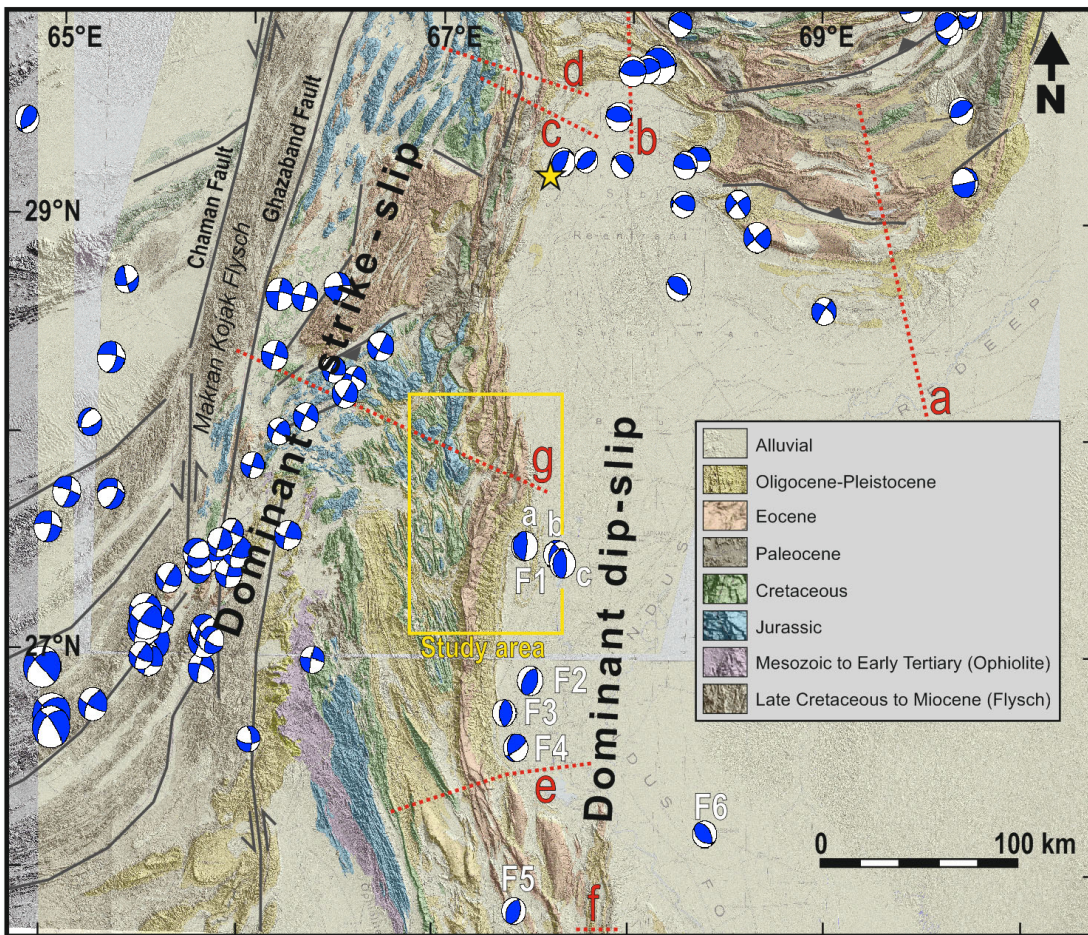 65°E
67°E
69°E
N
d
c
b
29°N
Chaman Fault
Ghazaband Fault
Makran Kojak Flysch
Dominant strike-slip
a
g
a
b
F1
c
Study area
27°N
Dominant dip-slip
F2
F3
F4
e
F5
F6
f
Alluvial
Oligocene-Pleistocene
Eocene
Paleocene
Cretaceous
Jurassic
Mesozoic to Early Tertiary (Ophiolite)
Late Cretaceous to Miocene (Flysch)
0 100 km